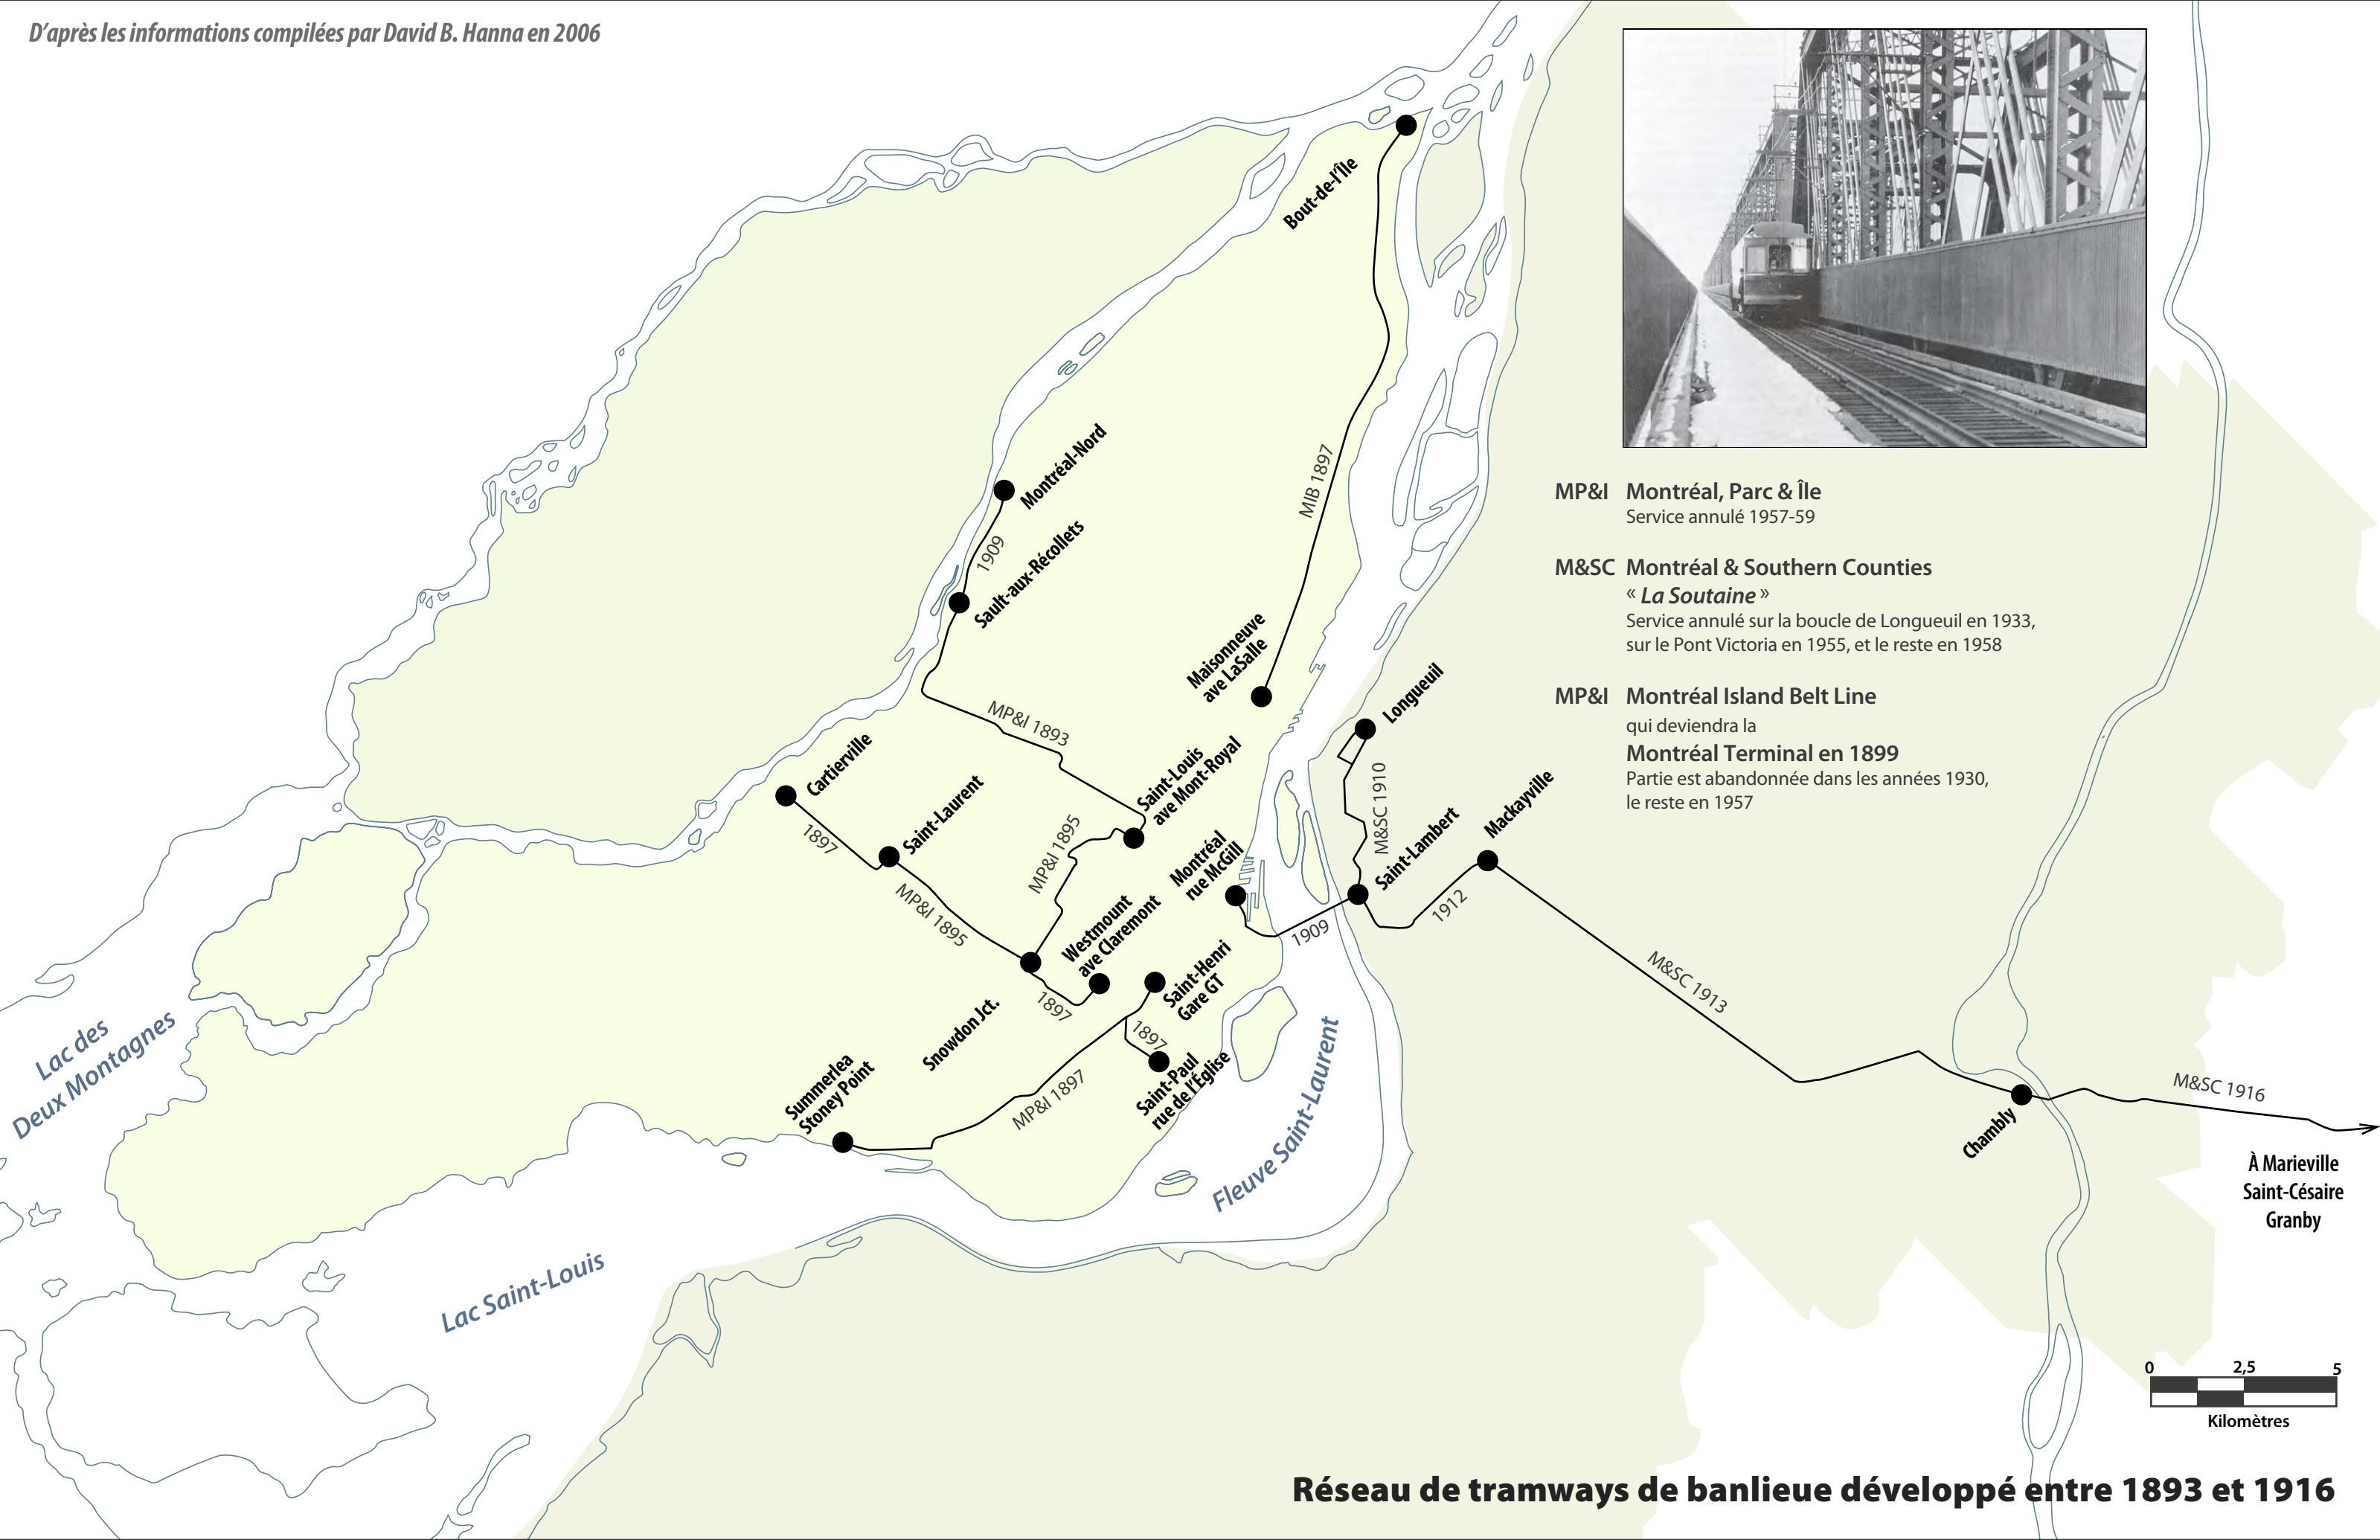 D'après les informations compilées par David B. Hanna en 2006
Bout-de-l'Île
Montréal-Nord
1909
Sault-aux-Récollets
MIB 1897
Maisonneuve
ave LaSalle
MP&I 1893
Cartierville
1897
Saint-Laurent
MP&I 1895
Saint-Louis
ave Mont-Royal
MP&I 1895
Montréal
rue McGill
Westmount
ave Claremont
1897
Snowdon Jct.
Saint-Henri
Gare GT
1897
Saint-Paul
rue de l'Église
MP&I 1897
Summerlea
Stoney Point
Longueuil
M&SC 1910
Saint-Lambert
1909
1912
Mackayville
M&SC 1913
Chambly
M&SC 1916
À Marieville
Saint-Césaire
Granby
Lac des
Deux Montagnes
Lac Saint-Louis
Fleuve Saint-Laurent
MP&I Montréal, Parc & Île
Service annulé 1957-59
M&SC Montréal & Southern Counties
« La Soutaine »
Service annulé sur la boucle de Longueuil en 1933,
sur le Pont Victoria en 1955, et le reste en 1958
MP&I Montréal Island Belt Line
qui deviendra la
Montréal Terminal en 1899
Partie est abandonnée dans les années 1930,
le reste en 1957
0 2,5 5
Kilomètres
Réseau de tramways de banlieue développé entre 1893 et 1916